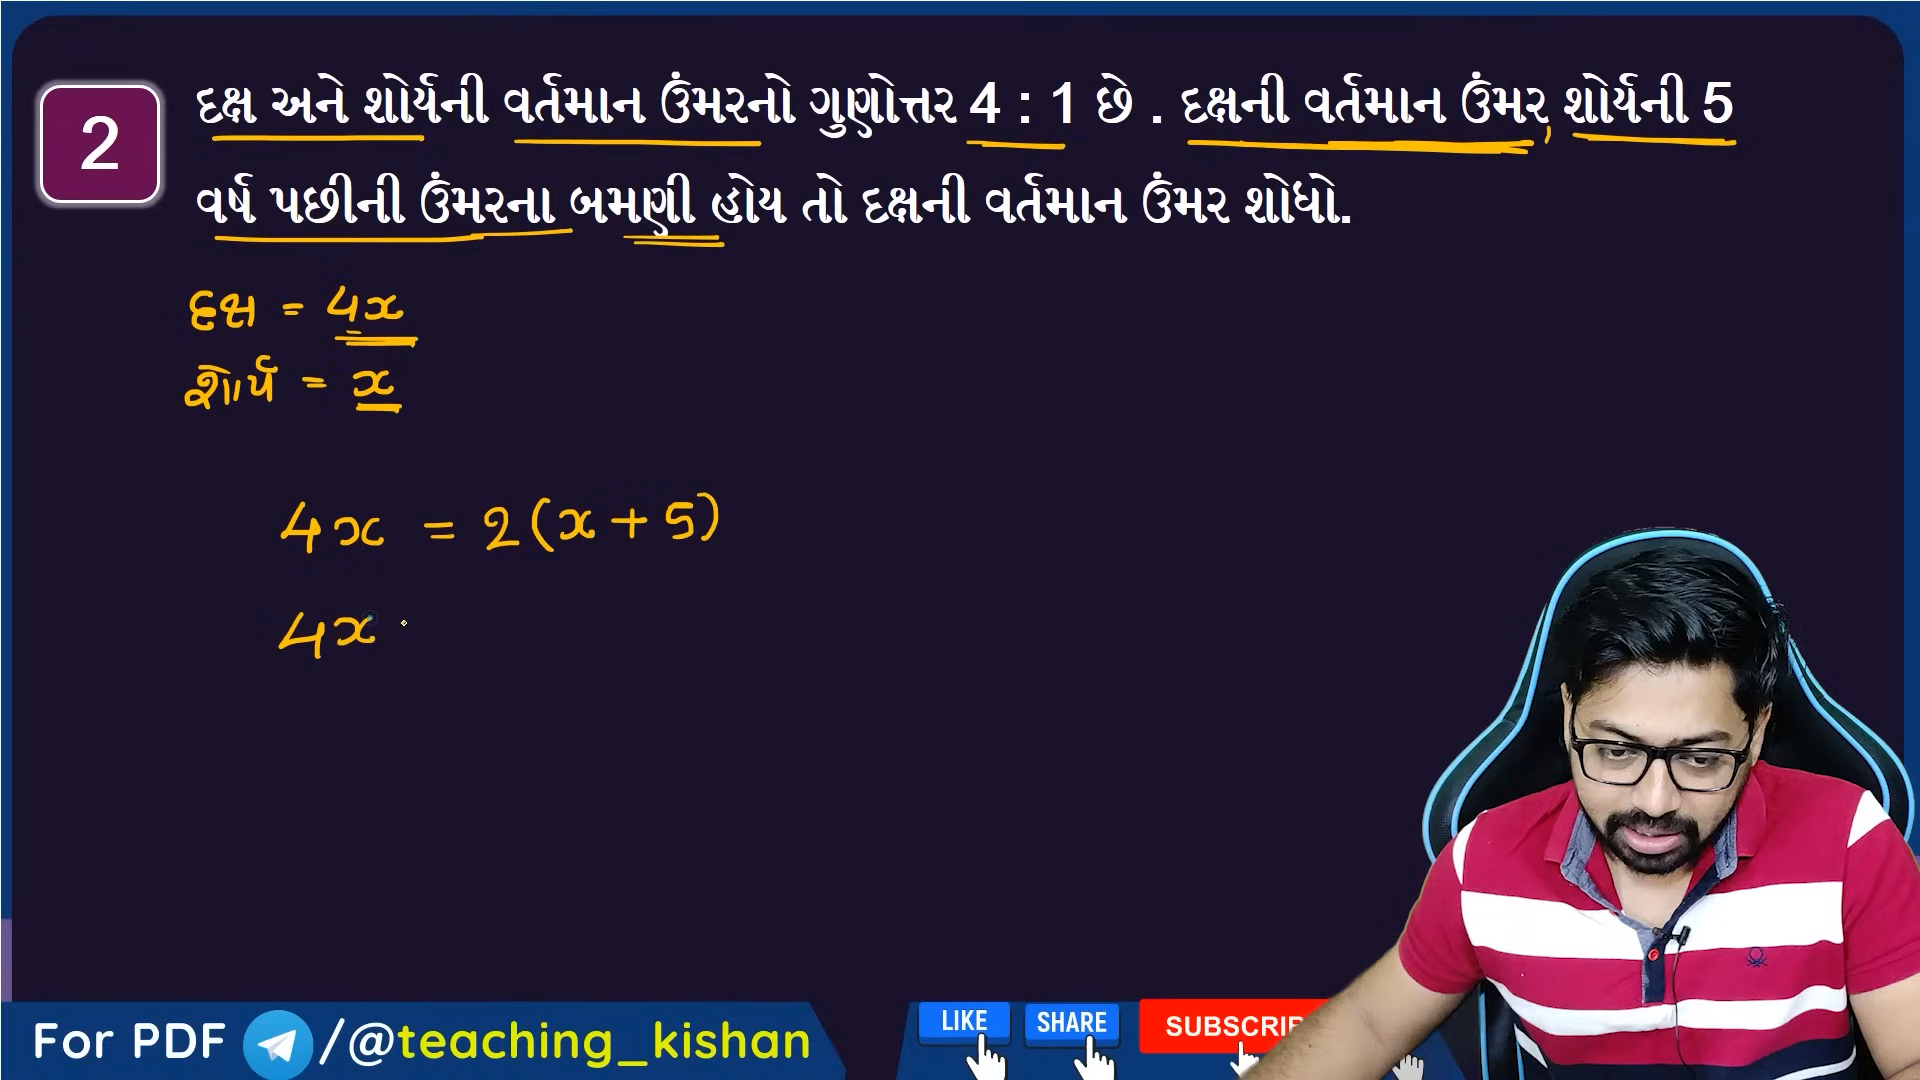 2
દક્ષ અને શોર્યની વર્તમાન ઉંમરનો ગુણોત્તર 4 : 1 છે . દક્ષની વર્તમાન ઉંમર, શોર્યની 5
વર્ષ પછીની ઉંમરના બમણી હોય તો દક્ષની વર્તમાન ઉંમર શોધો.
દક્ષ = 4x
શોર્ય = x
4x = 2(x+5)
4x
For PDF /@teaching_kishan
LIKE SHARE SUBSCRIB